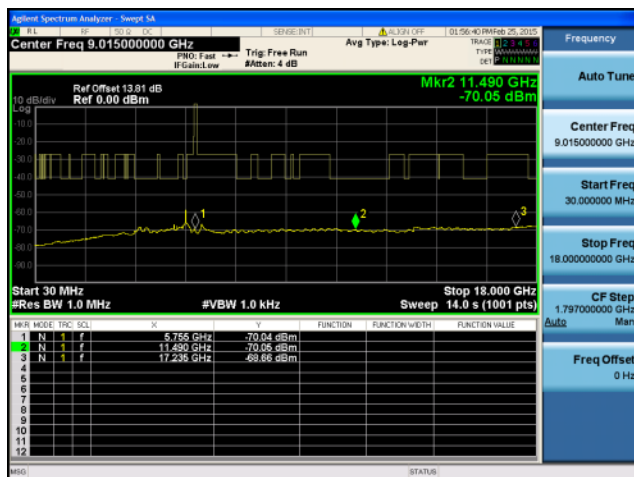 Agilent Spectrum Analyzer - Swept SA
RL RF 50 Ω DC SENSE:INT ALIGN OFF 01:56:40 PM Feb 25, 2015
Center Freq 9.015000000 GHz
PNO: Fast
IFGain:Low
Trig: Free Run
#Atten: 4 dB
Avg Type: Log-Pwr
TRACE 1 2 3 4 5 6
TYPE
DET P N N N N N
Ref Offset 13.81 dB
10 dB/div Ref 0.00 dBm
Log
Mkr2 11.490 GHz
-70.05 dBm
-10.0
-20.0
-30.0
-40.0
-50.0
-60.0
-70.0
-80.0
-90.0
1
2
3
Start 30 MHz Stop 18.000 GHz
#Res BW 1.0 MHz #VBW 1.0 kHz Sweep 14.0 s (1001 pts)
MKR MODE TRC SCL X Y FUNCTION FUNCTION WIDTH FUNCTION VALUE
1 N 1 f 5.755 GHz -70.04 dBm
2 N 1 f 11.490 GHz -70.05 dBm
3 N 1 f 17.235 GHz -68.66 dBm
4
5
6
7
8
9
10
11
12
MSG STATUS
Frequency
Auto Tune
Center Freq
9.015000000 GHz
Start Freq
30.000000 MHz
Stop Freq
18.000000000 GHz
CF Step
1.797000000 GHz
Auto Man
Freq Offset
0 Hz